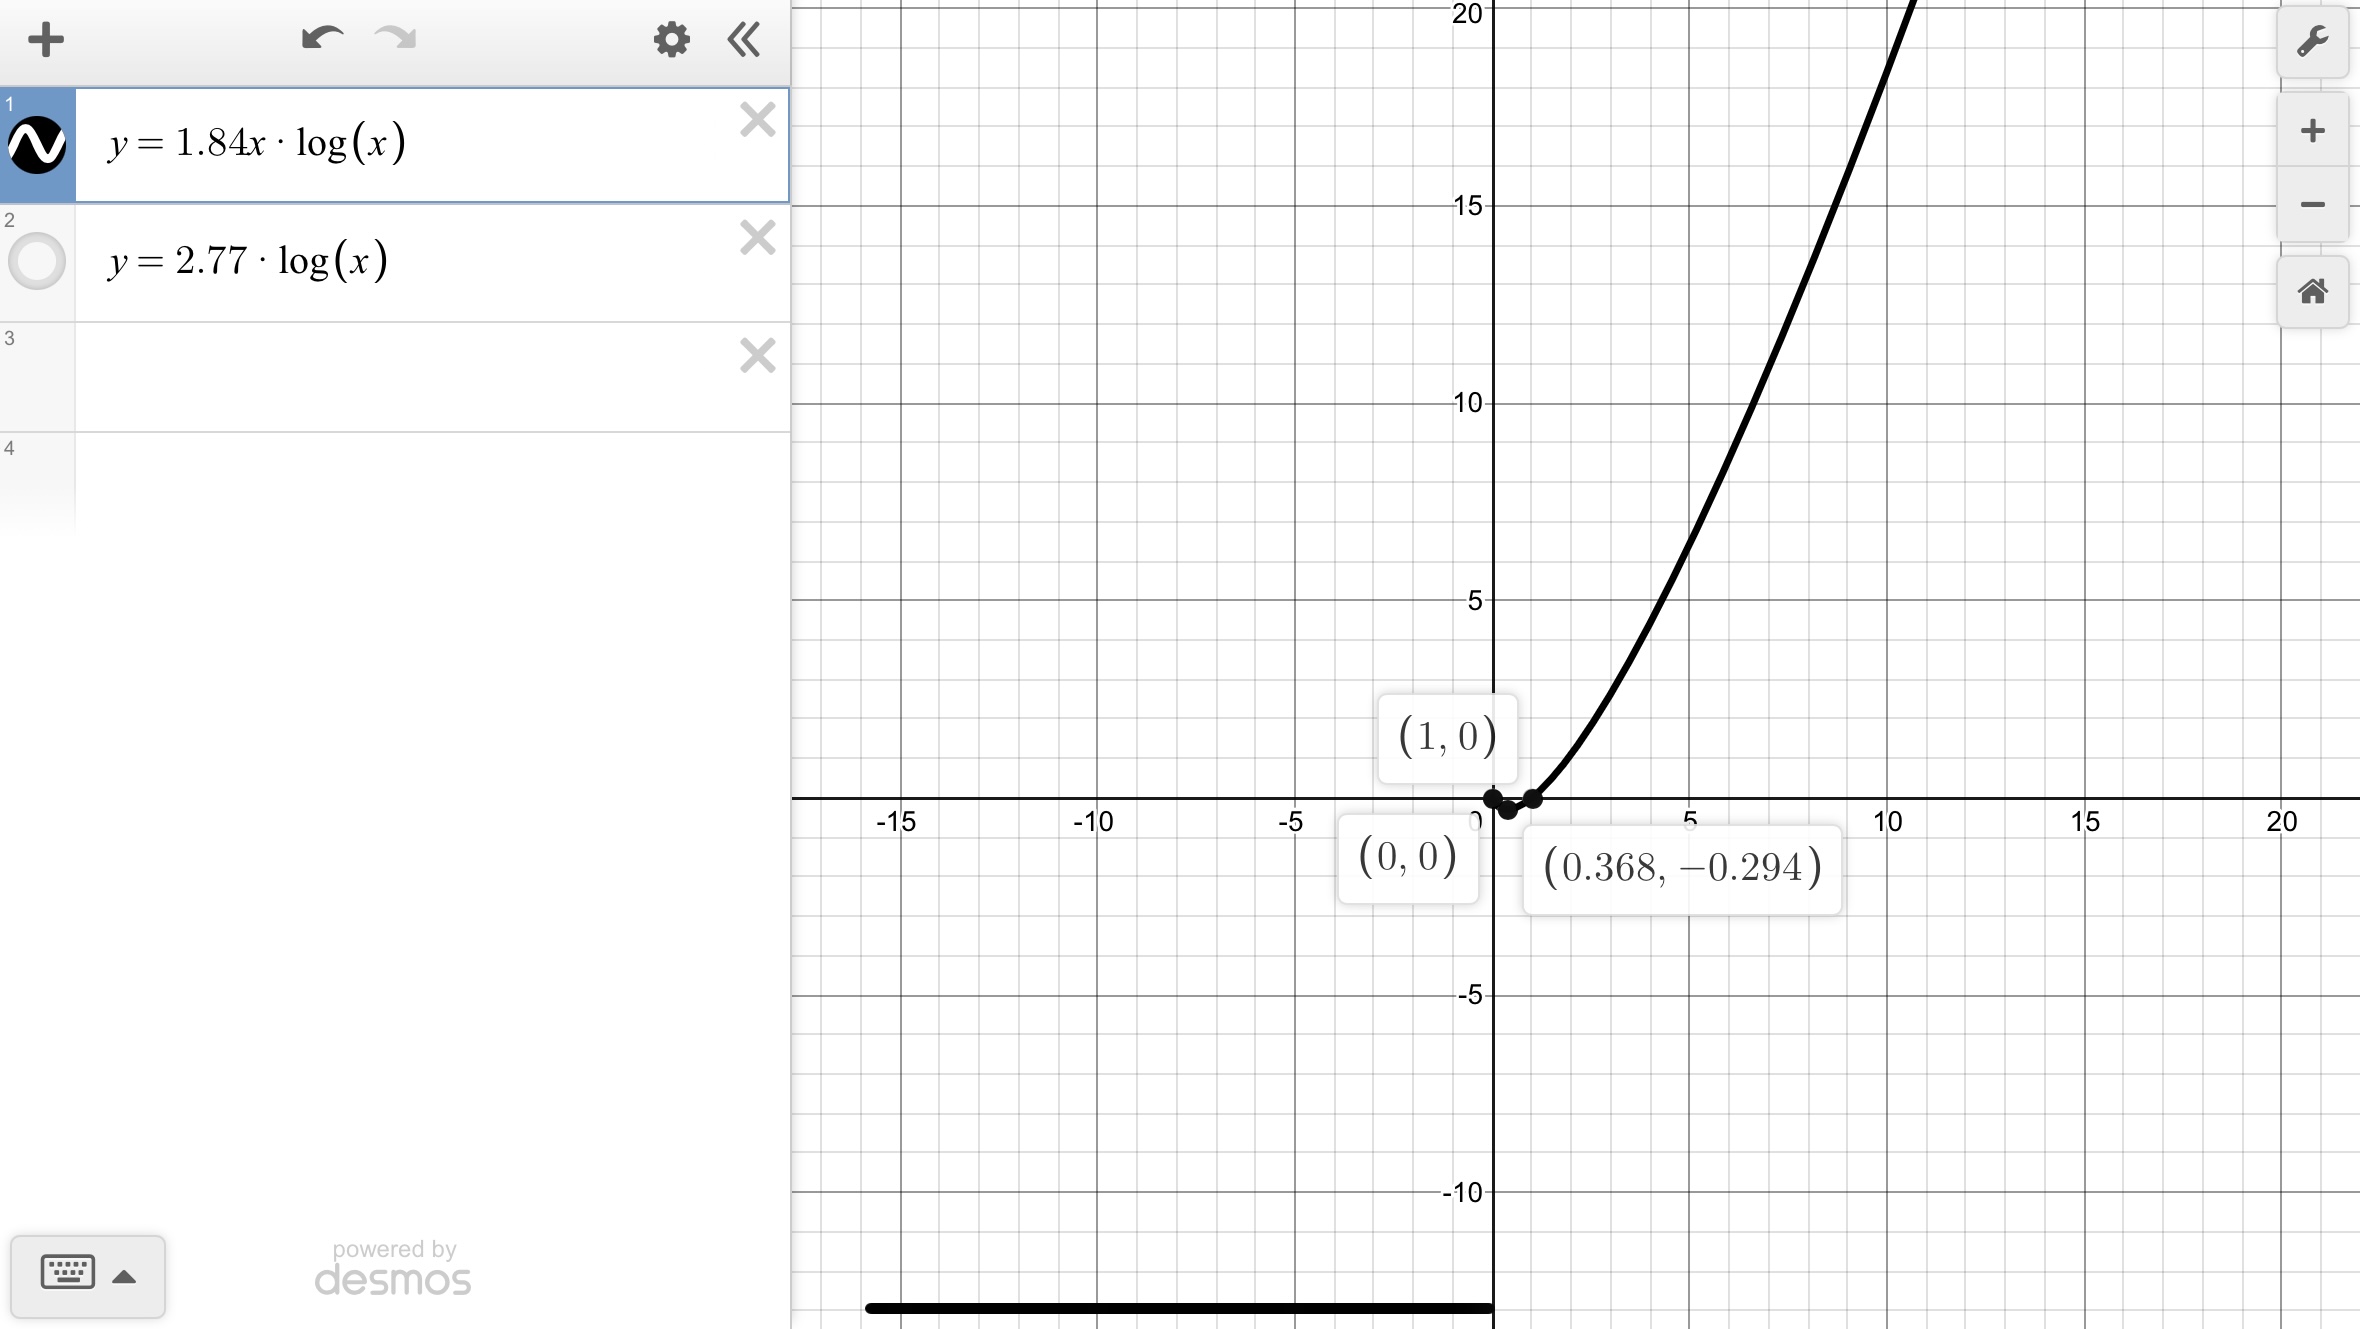 1
y = 1.84x · log(x)
2
y = 2.77 · log(x)
3
4
powered by
desmos
20
15
10
5
(1, 0)
-15 -10 -5 0 5 10 15 20
(0, 0) (0.368, −0.294)
-5
-10